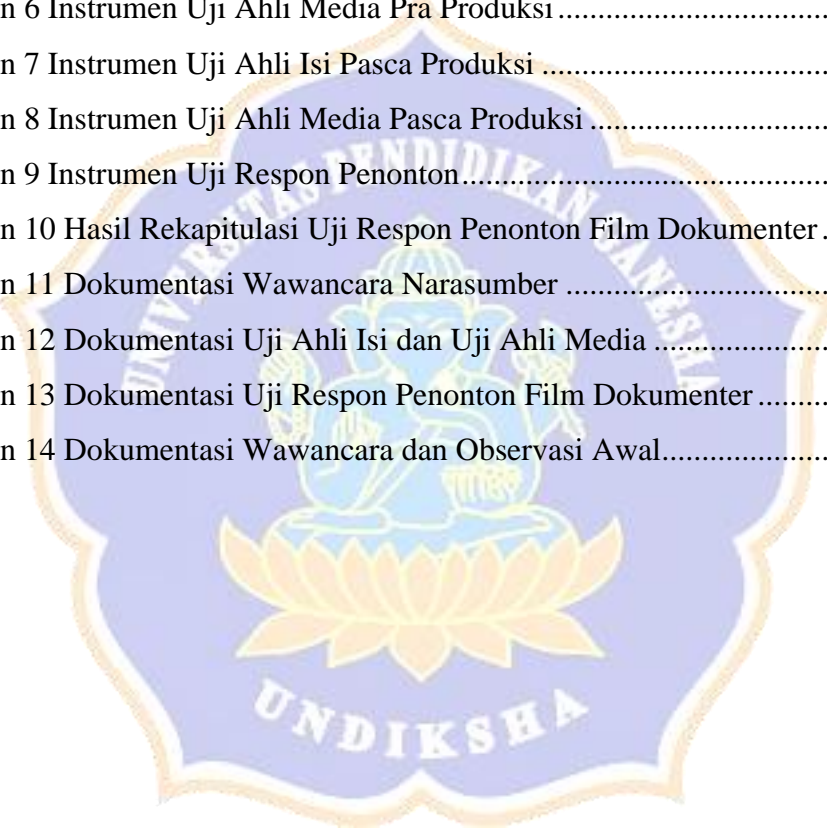 n 6 Instrumen Uji Ahli Media Pra Produksi ..................................
n 7 Instrumen Uji Ahli Isi Pasca Produksi ...................................
n 8 Instrumen Uji Ahli Media Pasca Produksi .............................
n 9 Instrumen Uji Respon Penonton.............................................
n 10 Hasil Rekapitulasi Uji Respon Penonton Film Dokumenter .
n 11 Dokumentasi Wawancara Narasumber ................................
n 12 Dokumentasi Uji Ahli Isi dan Uji Ahli Media .....................
n 13 Dokumentasi Uji Respon Penonton Film Dokumenter .........
n 14 Dokumentasi Wawancara dan Observasi Awal....................
UNIVERSITAS PENDIDIKAN GANESHA
UNDIKSHA